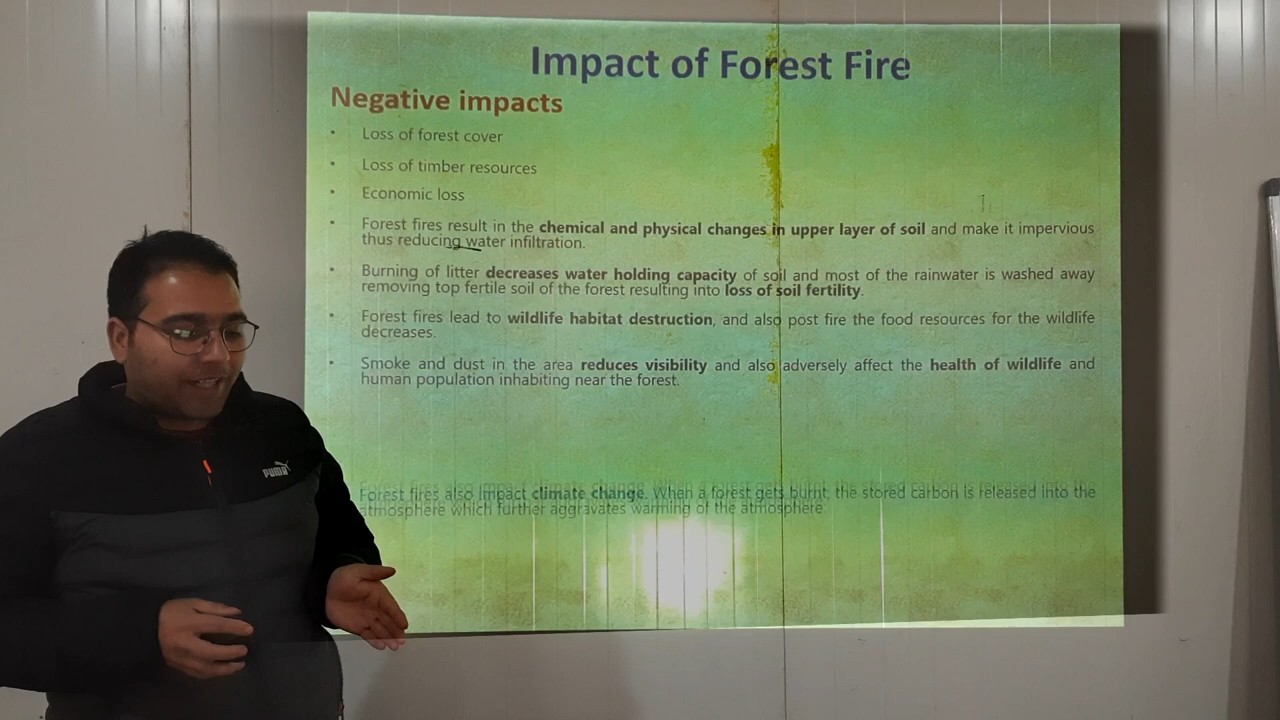 Impact of Forest Fire
Negative impacts
• Loss of forest cover
• Loss of timber resources
• Economic loss
• Forest fires result in the chemical and physical changes in upper layer of soil and make it impervious
thus reducing water infiltration.
• Burning of litter decreases water holding capacity of soil and most of the rainwater is washed away
removing top fertile soil of the forest resulting into loss of soil fertility.
• Forest fires lead to wildlife habitat destruction, and also post fire the food resources for the wildlife
decreases.
• Smoke and dust in the area reduces visibility and also adversely affect the health of wildlife and
human population inhabiting near the forest.
Forest fires also impact climate change. When a forest gets burnt, the stored carbon is released into the
atmosphere which further aggravates warming of the atmosphere.
PUMA